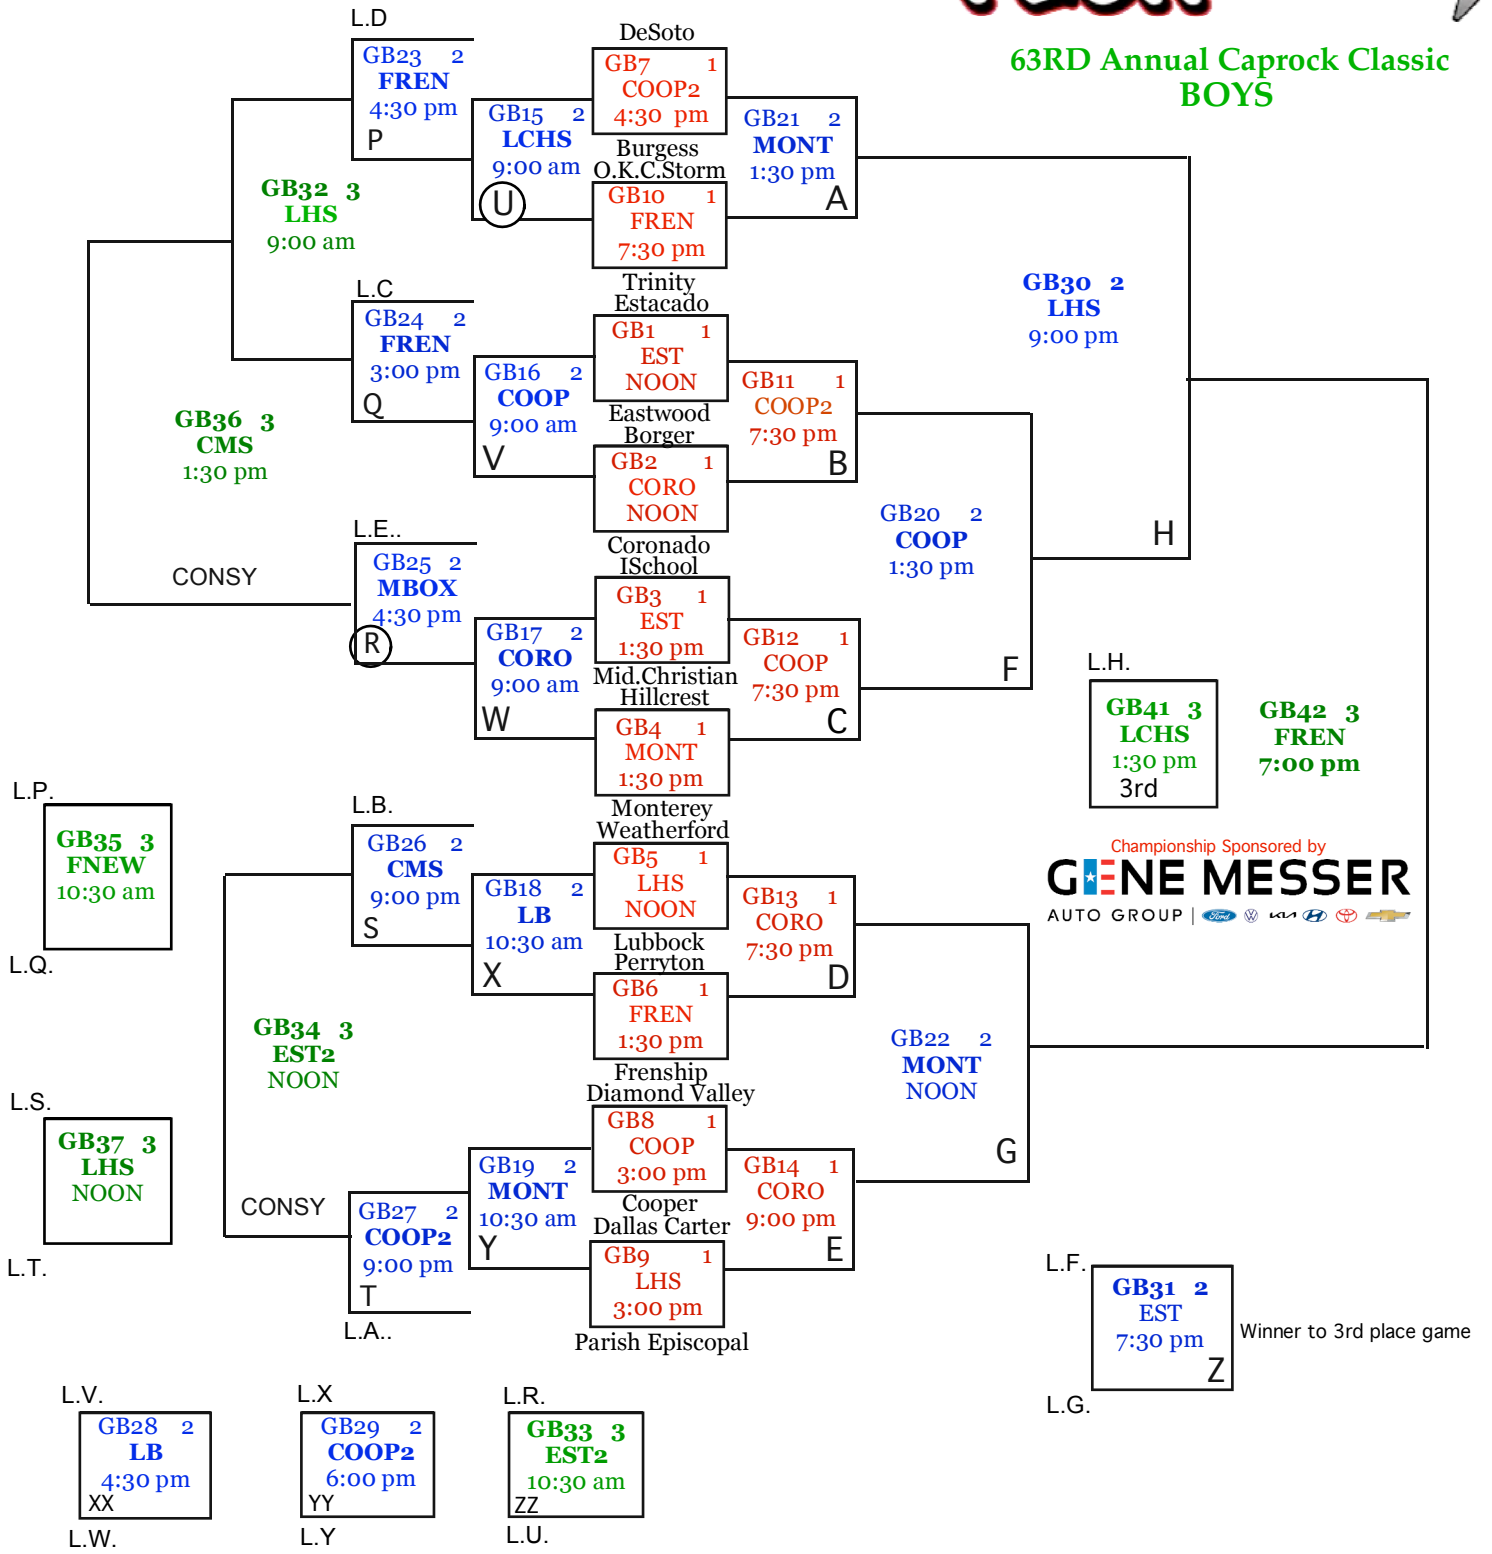 63RD Annual Caprock Classic
BOYS
L.D
GB23 2
FREN
4:30 pm
P
GB15 2
LCHS
9:00 am
U
DeSoto
GB7 1
COOP2
4:30 pm
Burgess
O.K.C.Storm
GB10 1
FREN
7:30 pm
Trinity
GB21 2
MONT
1:30 pm
A
GB32 3
LHS
9:00 am
L.C
GB24 2
FREN
3:00 pm
Q
GB16 2
COOP
9:00 am
V
Estacado
GB1 1
EST
NOON
Eastwood
Borger
GB2 1
CORO
NOON
Coronado
GB11 1
COOP2
7:30 pm
B
GB30 2
LHS
9:00 pm
H
GB36 3
CMS
1:30 pm
CONSY
L.E..
GB25 2
MBOX
4:30 pm
R
GB17 2
CORO
9:00 am
W
ISchool
GB3 1
EST
1:30 pm
Mid.Christian
Hillcrest
GB4 1
MONT
1:30 pm
Monterey
GB12 1
COOP
7:30 pm
C
GB20 2
COOP
1:30 pm
F
L.H.
GB41 3
LCHS
1:30 pm
3rd
GB42 3
FREN
7:00 pm
Championship Sponsored by
GENE MESSER
AUTO GROUP | Ford VW KIA H TOYOTA
L.P.
GB35 3
FNEW
10:30 am
L.Q.
L.B.
GB26 2
CMS
9:00 pm
S
GB18 2
LB
10:30 am
X
Weatherford
GB5 1
LHS
NOON
Lubbock
Perryton
GB6 1
FREN
1:30 pm
Frenship
GB13 1
CORO
7:30 pm
D
GB34 3
EST2
NOON
GB22 2
MONT
NOON
G
L.S.
GB37 3
LHS
NOON
L.T.
CONSY
GB27 2
COOP2
9:00 pm
T
L.A..
GB19 2
MONT
10:30 am
Y
Diamond Valley
GB8 1
COOP
3:00 pm
Cooper
Dallas Carter
GB9 1
LHS
3:00 pm
Parish Episcopal
GB14 1
CORO
9:00 pm
E
L.F.
GB31 2
EST
7:30 pm
Z
Winner to 3rd place game
L.G.
L.V.
GB28 2
LB
4:30 pm
XX
L.W.
L.X
GB29 2
COOP2
6:00 pm
YY
L.Y
L.R.
GB33 3
EST2
10:30 am
ZZ
L.U.